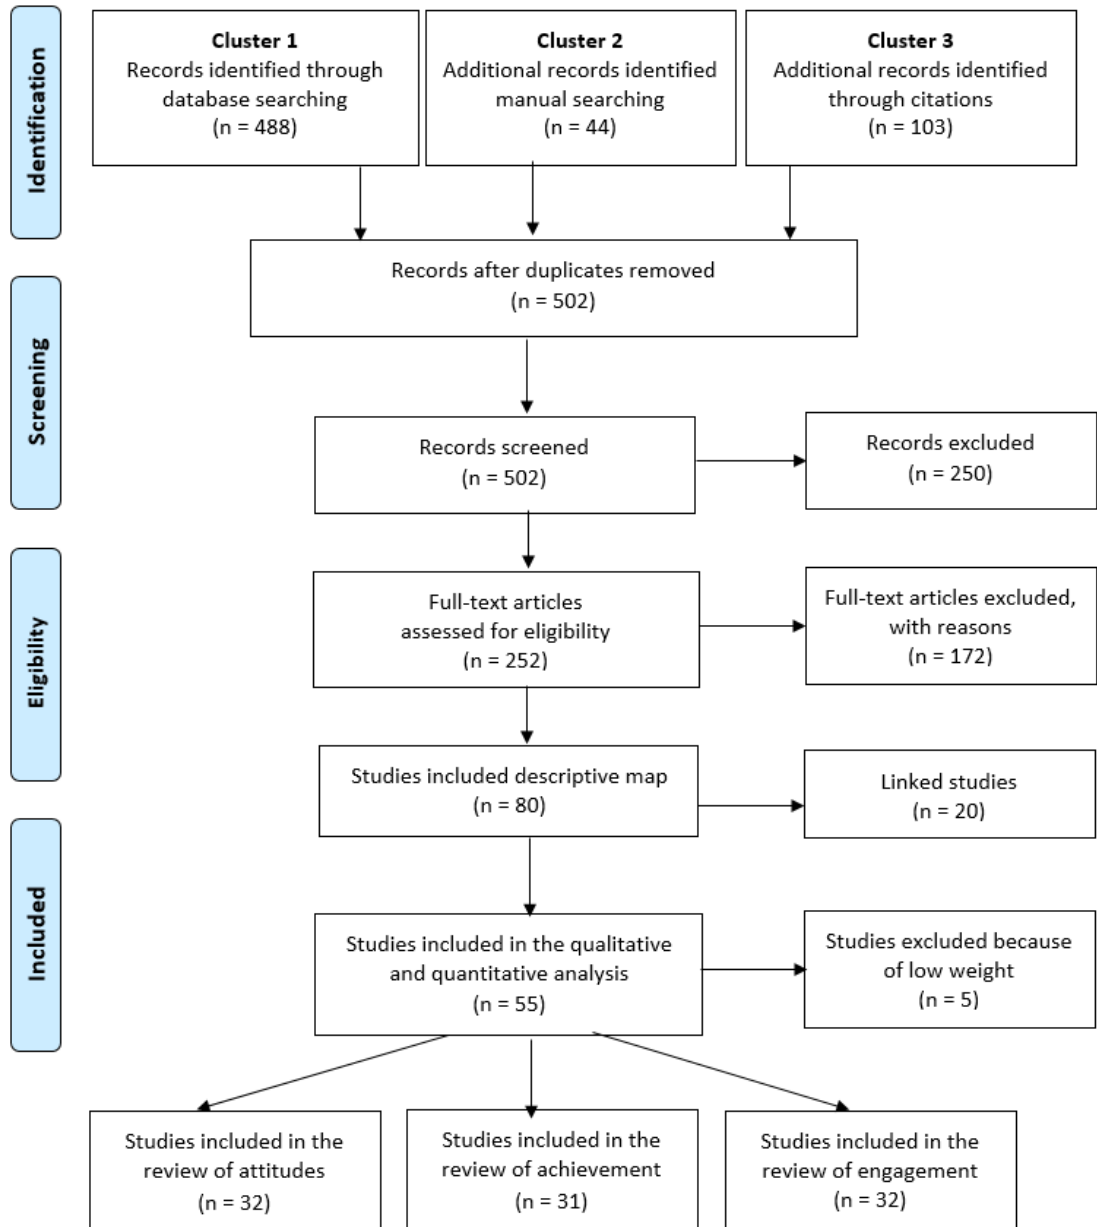 Identification
Cluster 1
Records identified through
database searching
(n = 488)
Cluster 2
Additional records identified
manual searching
(n = 44)
Cluster 3
Additional records identified
through citations
(n = 103)
Records after duplicates removed
(n = 502)
Screening
Records screened
(n = 502)
Records excluded
(n = 250)
Eligibility
Full-text articles
assessed for eligibility
(n = 252)
Full-text articles excluded,
with reasons
(n = 172)
Studies included descriptive map
(n = 80)
Linked studies
(n = 20)
Included
Studies included in the qualitative
and quantitative analysis
(n = 55)
Studies excluded because
of low weight
(n = 5)
Studies included in the
review of attitudes
(n = 32)
Studies included in the
review of achievement
(n = 31)
Studies included in the
review of engagement
(n = 32)